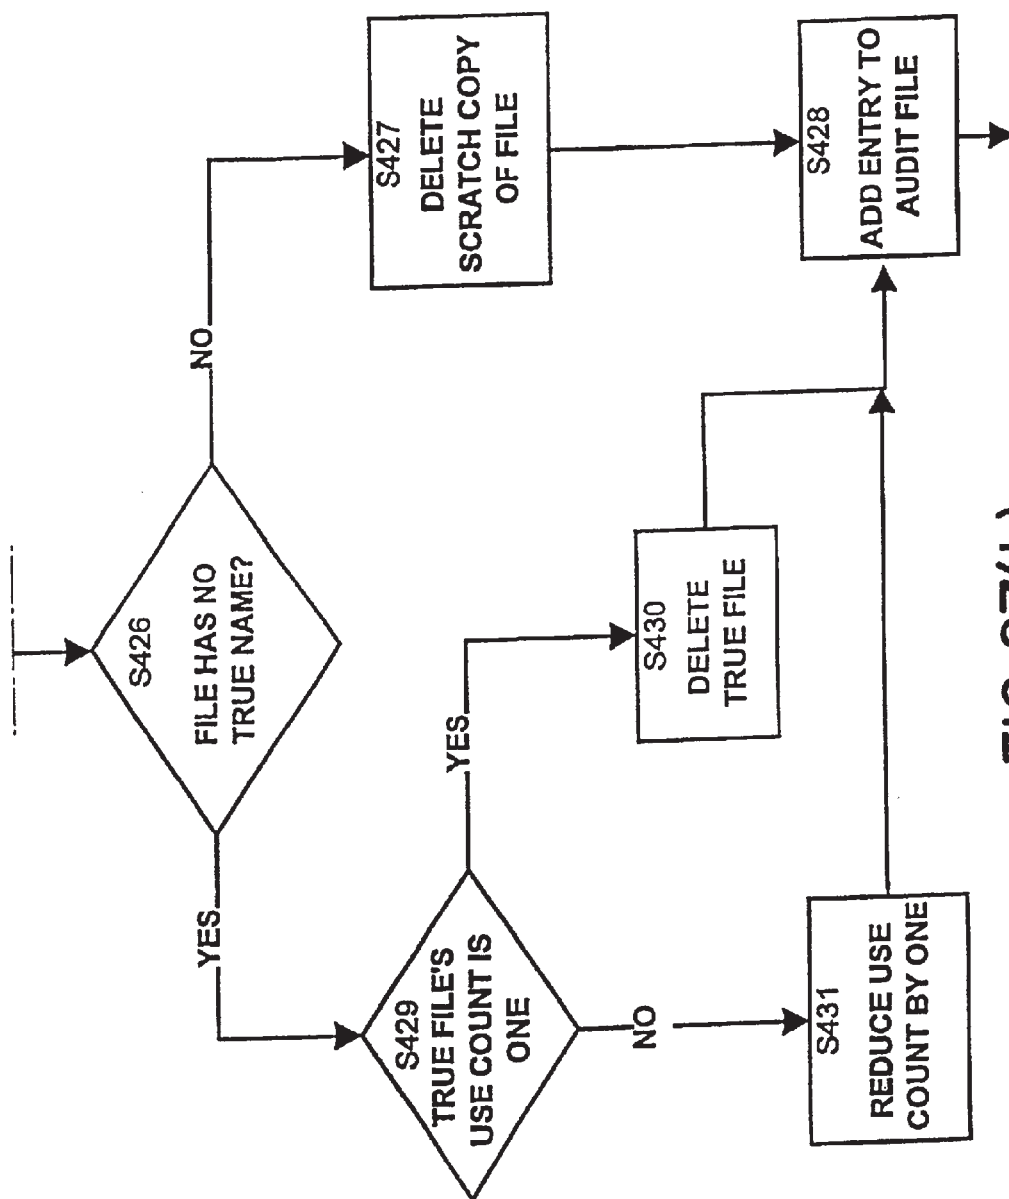 S426
FILE HAS NO
TRUE NAME?
YES
NO
S427
DELETE
SCRATCH COPY
OF FILE
S429
TRUE FILE'S
USE COUNT IS
ONE
YES
NO
S430
DELETE
TRUE FILE
S431
REDUCE USE
COUNT BY ONE
S428
ADD ENTRY TO
AUDIT FILE